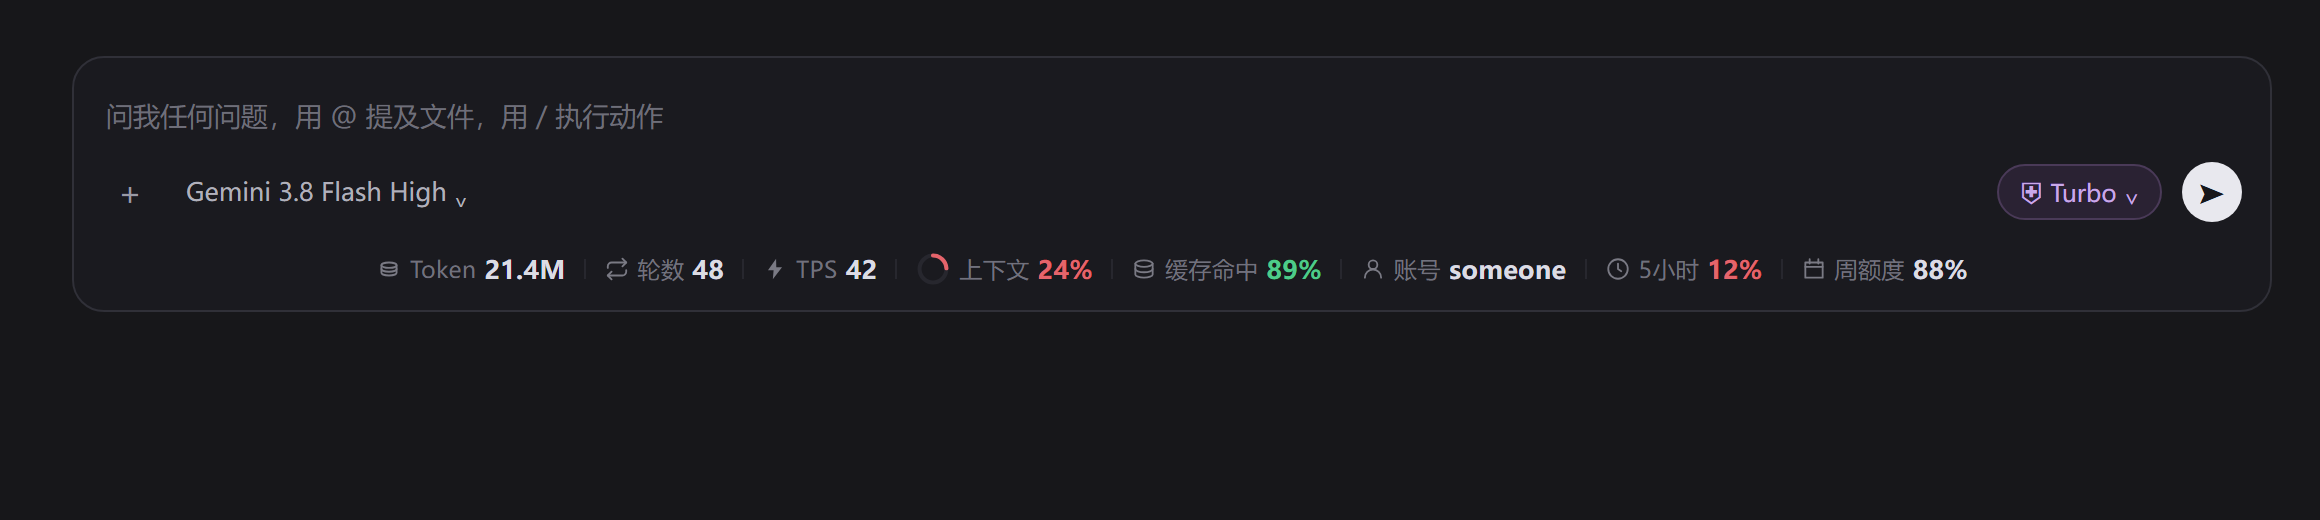 问我任何问题，用 @ 提及文件，用 / 执行动作
+ Gemini 3.8 Flash High Turbo
Token 21.4M 轮数 48 TPS 42 上下文 24% 缓存命中 89% 账号 someone 5小时 12% 周额度 88%